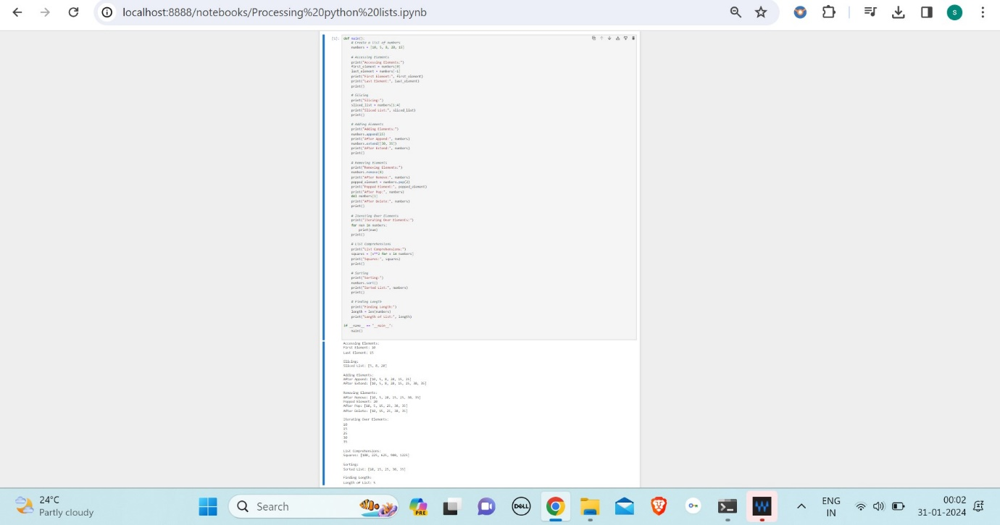 localhost:8888/notebooks/Processing%20python%20lists.ipynb
S
[1]: def main():
# Create a list of numbers
numbers = [10, 5, 8, 20, 15]
# Accessing Elements
print("Accessing Elements:")
first_element = numbers[0]
last_element = numbers[-1]
print("First Element:", first_element)
print("Last Element:", last_element)
print()
# Slicing
print("Slicing:")
sliced_list = numbers[1:4]
print("Sliced List:", sliced_list)
print()
# Adding Elements
print("Adding Elements:")
numbers.append(25)
print("After Append:", numbers)
numbers.extend([30, 35])
print("After Extend:", numbers)
print()
# Removing Elements
print("Removing Elements:")
numbers.remove(8)
print("After Remove:", numbers)
popped_element = numbers.pop(2)
print("Popped Element:", popped_element)
print("After Pop:", numbers)
del numbers[1]
print("After Delete:", numbers)
print()
# Iterating Over Elements
print("Iterating Over Elements:")
for num in numbers:
print(num)
print()
# List Comprehensions
print("List Comprehensions:")
squares = [x**2 for x in numbers]
print("Squares:", squares)
print()
# Sorting
print("Sorting:")
numbers.sort()
print("Sorted List:", numbers)
print()
# Finding Length
print("Finding Length:")
length = len(numbers)
print("Length of List:", length)
if __name__ == "__main__":
main()
Accessing Elements:
First Element: 10
Last Element: 15
Slicing:
Sliced List: [5, 8, 20]
Adding Elements:
After Append: [10, 5, 8, 20, 15, 25]
After Extend: [10, 5, 8, 20, 15, 25, 30, 35]
Removing Elements:
After Remove: [10, 5, 20, 15, 25, 30, 35]
Popped Element: 20
After Pop: [10, 5, 15, 25, 30, 35]
After Delete: [10, 15, 25, 30, 35]
Iterating Over Elements:
10
15
25
30
35
List Comprehensions:
Squares: [100, 225, 625, 900, 1225]
Sorting:
Sorted List: [10, 15, 25, 30, 35]
Finding Length:
Length of List: 5
24°C
Partly cloudy
Search
PRE
DELL
ENG
IN
00:02
31-01-2024